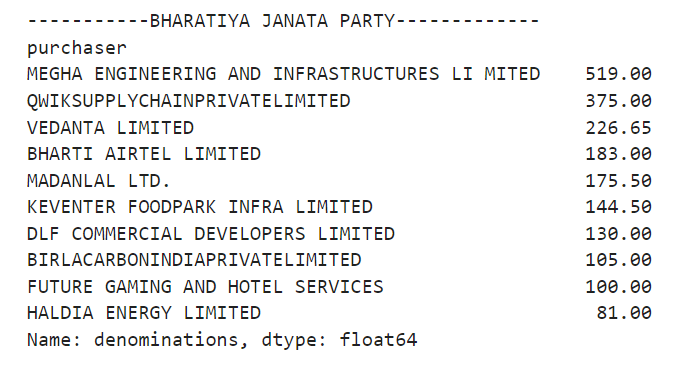 -----------BHARATIYA JANATA PARTY-------------
purchaser
MEGHA ENGINEERING AND INFRASTRUCTURES LI MITED    519.00
QWIKSUPPLYCHAINPRIVATELIMITED                     375.00
VEDANTA LIMITED                                   226.65
BHARTI AIRTEL LIMITED                             183.00
MADANLAL LTD.                                     175.50
KEVENTER FOODPARK INFRA LIMITED                   144.50
DLF COMMERCIAL DEVELOPERS LIMITED                 130.00
BIRLACARBONINDIAPRIVATELIMITED                    105.00
FUTURE GAMING AND HOTEL SERVICES                  100.00
HALDIA ENERGY LIMITED                              81.00
Name: denominations, dtype: float64